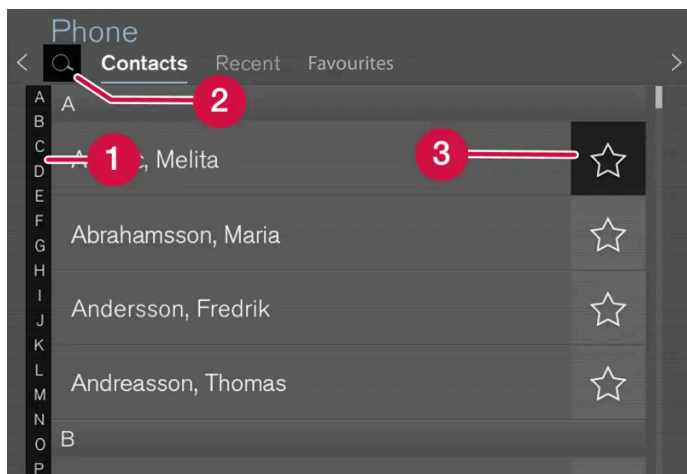 Phone
Contacts Recent Favourites
A
B
C
D
E
F
G
H
I
J
K
L
M
N
O
P
A
2
1 Melita 3
Abrahamsson, Maria
Andersson, Fredrik
Andreasson, Thomas
B